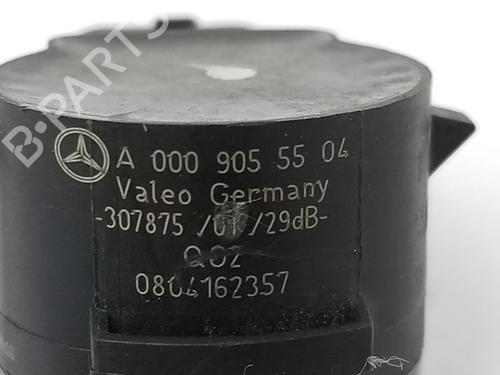 B-PARTS
A 000 905 55 04
Valeo Germany
-307875 /01 /29dB-
Q02
0804162357